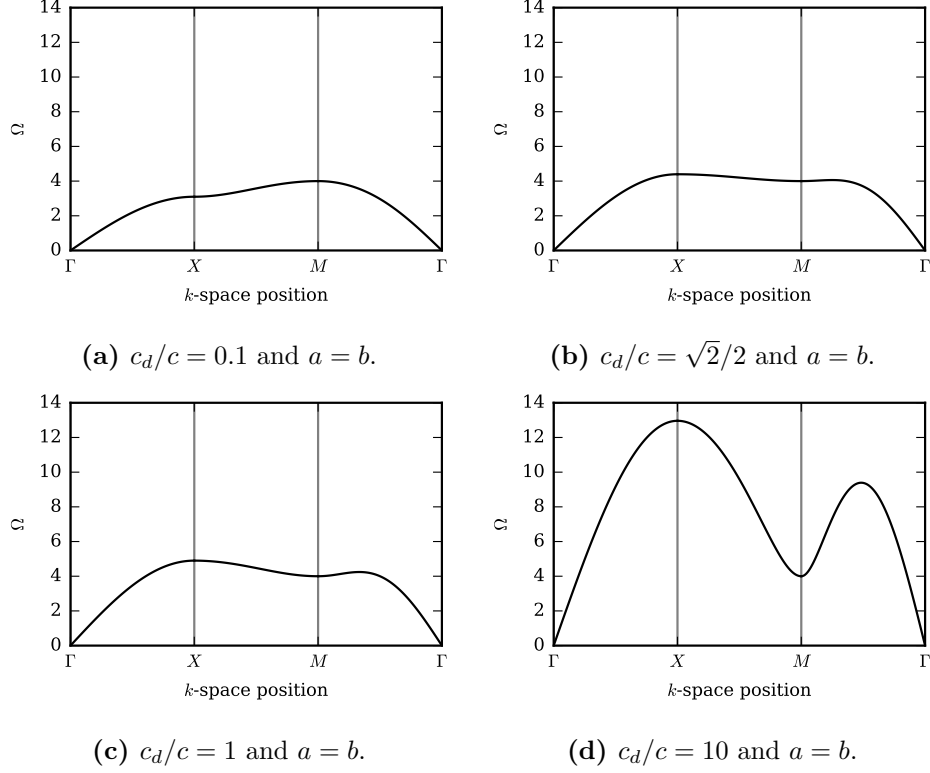 14
12
10
8
6
4
2
0
Ω
Γ X M Γ
k-space position
(a) c_d/c = 0.1 and a = b.
14
12
10
8
6
4
2
0
Ω
Γ X M Γ
k-space position
(b) c_d/c = √2/2 and a = b.
14
12
10
8
6
4
2
0
Ω
Γ X M Γ
k-space position
(c) c_d/c = 1 and a = b.
14
12
10
8
6
4
2
0
Ω
Γ X M Γ
k-space position
(d) c_d/c = 10 and a = b.